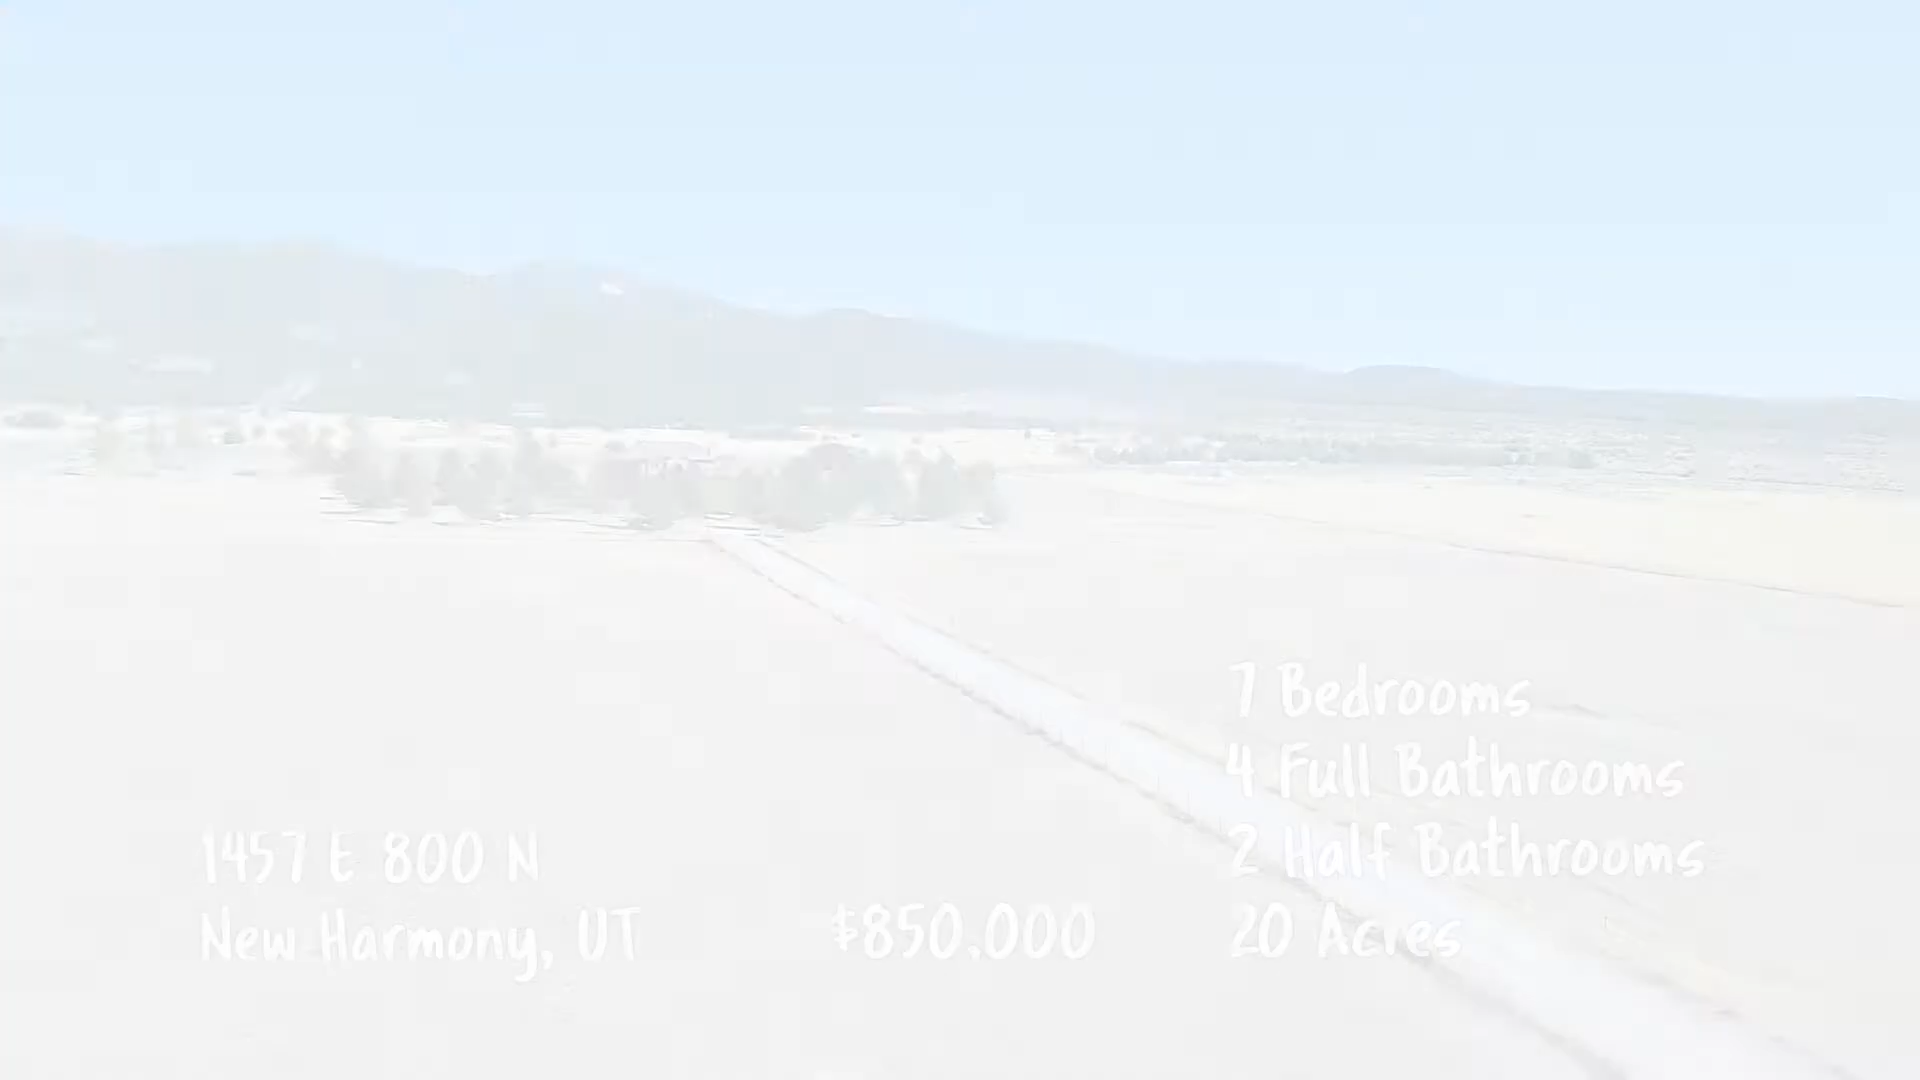 1457 E 800 N
New Harmony, UT
$850,000
7 Bedrooms
4 Full Bathrooms
2 Half Bathrooms
20 Acres